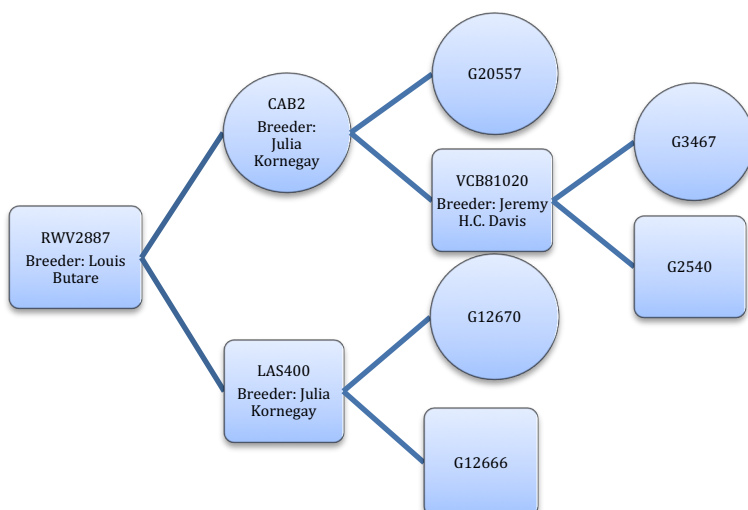 RWV2887
Breeder: Louis
Butare
CAB2
Breeder:
Julia
Kornegay
LAS400
Breeder: Julia
Kornegay
G20557
VCB81020
Breeder: Jeremy
H.C. Davis
G12670
G12666
G3467
G2540